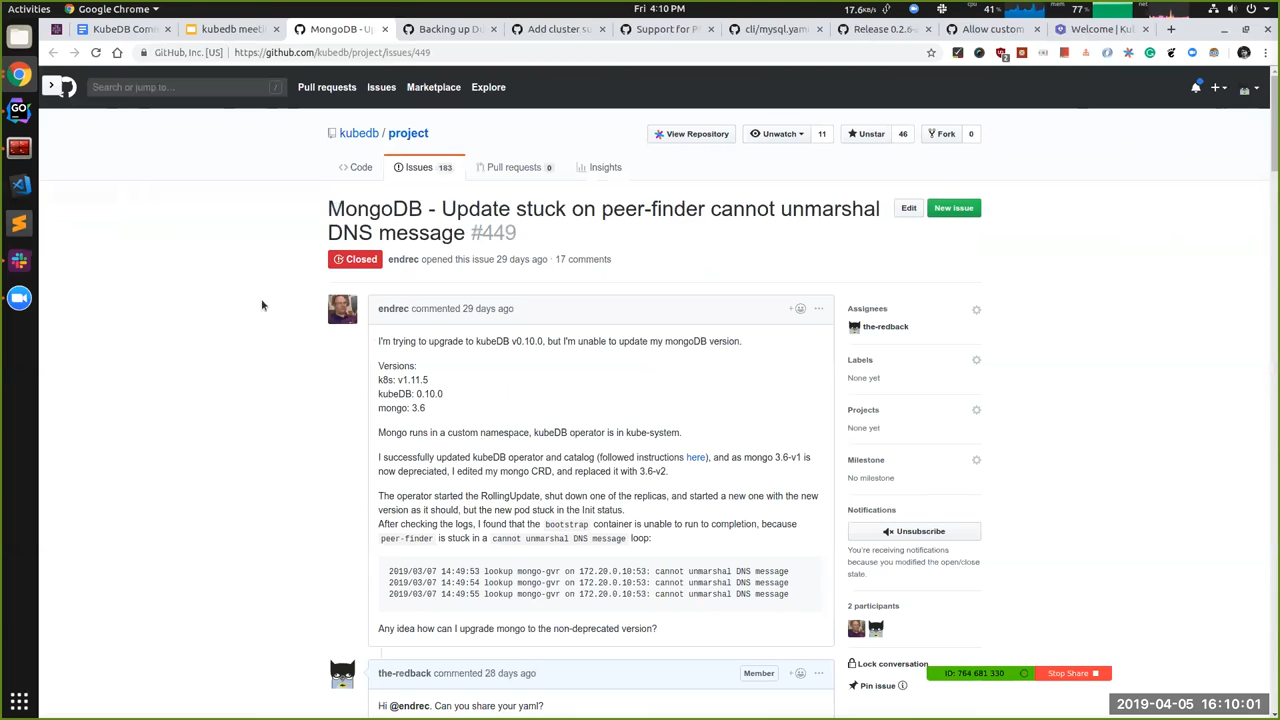 Activities
Google Chrome
Fri 4:10 PM
17.6K/s
cpu 41%
mem 77%
net
KubeDB Com
kubedb meeti
MongoDB - U
Backing up D
Add cluster su
Support for P
cli/mysql.yam
Release 0.2.6-
Allow custom
Welcome | Ku
GitHub, Inc. [US]
https://github.com/kubedb/project/issues/449
Search or jump to...
/
Pull requests
Issues
Marketplace
Explore
kubedb / project
View Repository
Unwatch
11
Unstar
46
Fork
0
Code
Issues 183
Pull requests 0
Insights
MongoDB - Update stuck on peer-finder cannot unmarshal
DNS message #449
Edit
New issue
Closed
endrec opened this issue 29 days ago · 17 comments
endrec commented 29 days ago
I'm trying to upgrade to kubeDB v0.10.0, but I'm unable to update my mongoDB version.
Versions:
k8s: v1.11.5
kubeDB: 0.10.0
mongo: 3.6
Mongo runs in a custom namespace, kubeDB operator is in kube-system.
I successfully updated kubeDB operator and catalog (followed instructions here), and as mongo 3.6-v1 is
now depreciated, I edited my mongo CRD, and replaced it with 3.6-v2.
The operator started the RollingUpdate, shut down one of the replicas, and started a new one with the new
version as it should, but the new pod stuck in the Init status.
After checking the logs, I found that the bootstrap container is unable to run to completion, because
peer-finder is stuck in a cannot unmarshal DNS message loop:
2019/03/07 14:49:53 lookup mongo-gvr on 172.20.0.10:53: cannot unmarshal DNS message
2019/03/07 14:49:54 lookup mongo-gvr on 172.20.0.10:53: cannot unmarshal DNS message
2019/03/07 14:49:55 lookup mongo-gvr on 172.20.0.10:53: cannot unmarshal DNS message
Any idea how can I upgrade mongo to the non-deprecated version?
the-redback commented 28 days ago
Member
Hi @endrec. Can you share your yaml?
Assignees
the-redback
Labels
None yet
Projects
None yet
Milestone
No milestone
Notifications
Unsubscribe
You're receiving notifications
because you modified the open/close
state.
2 participants
Lock conversation
Pin issue
ID: 764 681 330
Stop Share
2019-04-05 16:10:01